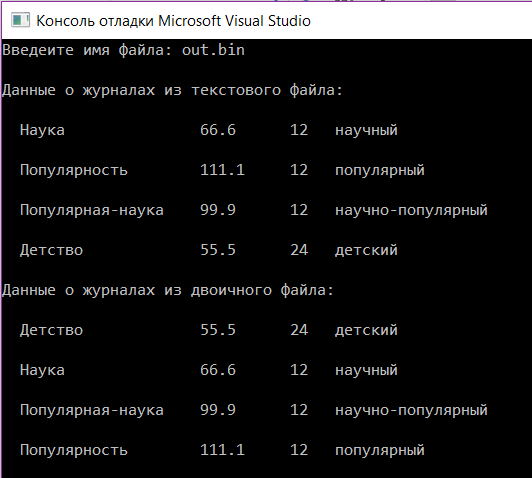 Консоль отладки Microsoft Visual Studio
Введеите имя файла: out.bin
Данные о журналах из текстового файла:
Наука 66.6 12 научный
Популярность 111.1 12 популярный
Популярная-наука 99.9 12 научно-популярный
Детство 55.5 24 детский
Данные о журналах из двоичного файла:
Детство 55.5 24 детский
Наука 66.6 12 научный
Популярная-наука 99.9 12 научно-популярный
Популярность 111.1 12 популярный